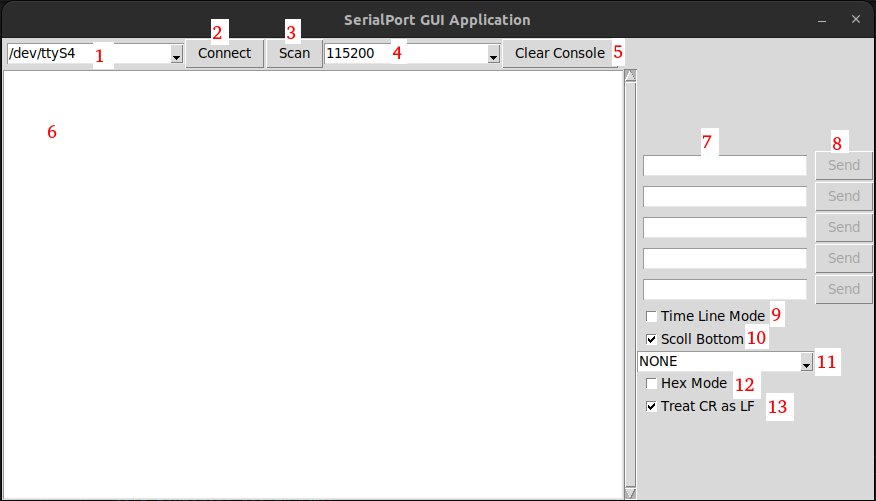 SerialPort GUI Application
2 3
/dev/ttyS4 1 Connect Scan 115200 4 Clear Console 5
6
7 8
Send
Send
Send
Send
Send
Time Line Mode 9
Scoll Bottom 10
NONE 11
Hex Mode 12
Treat CR as LF 13